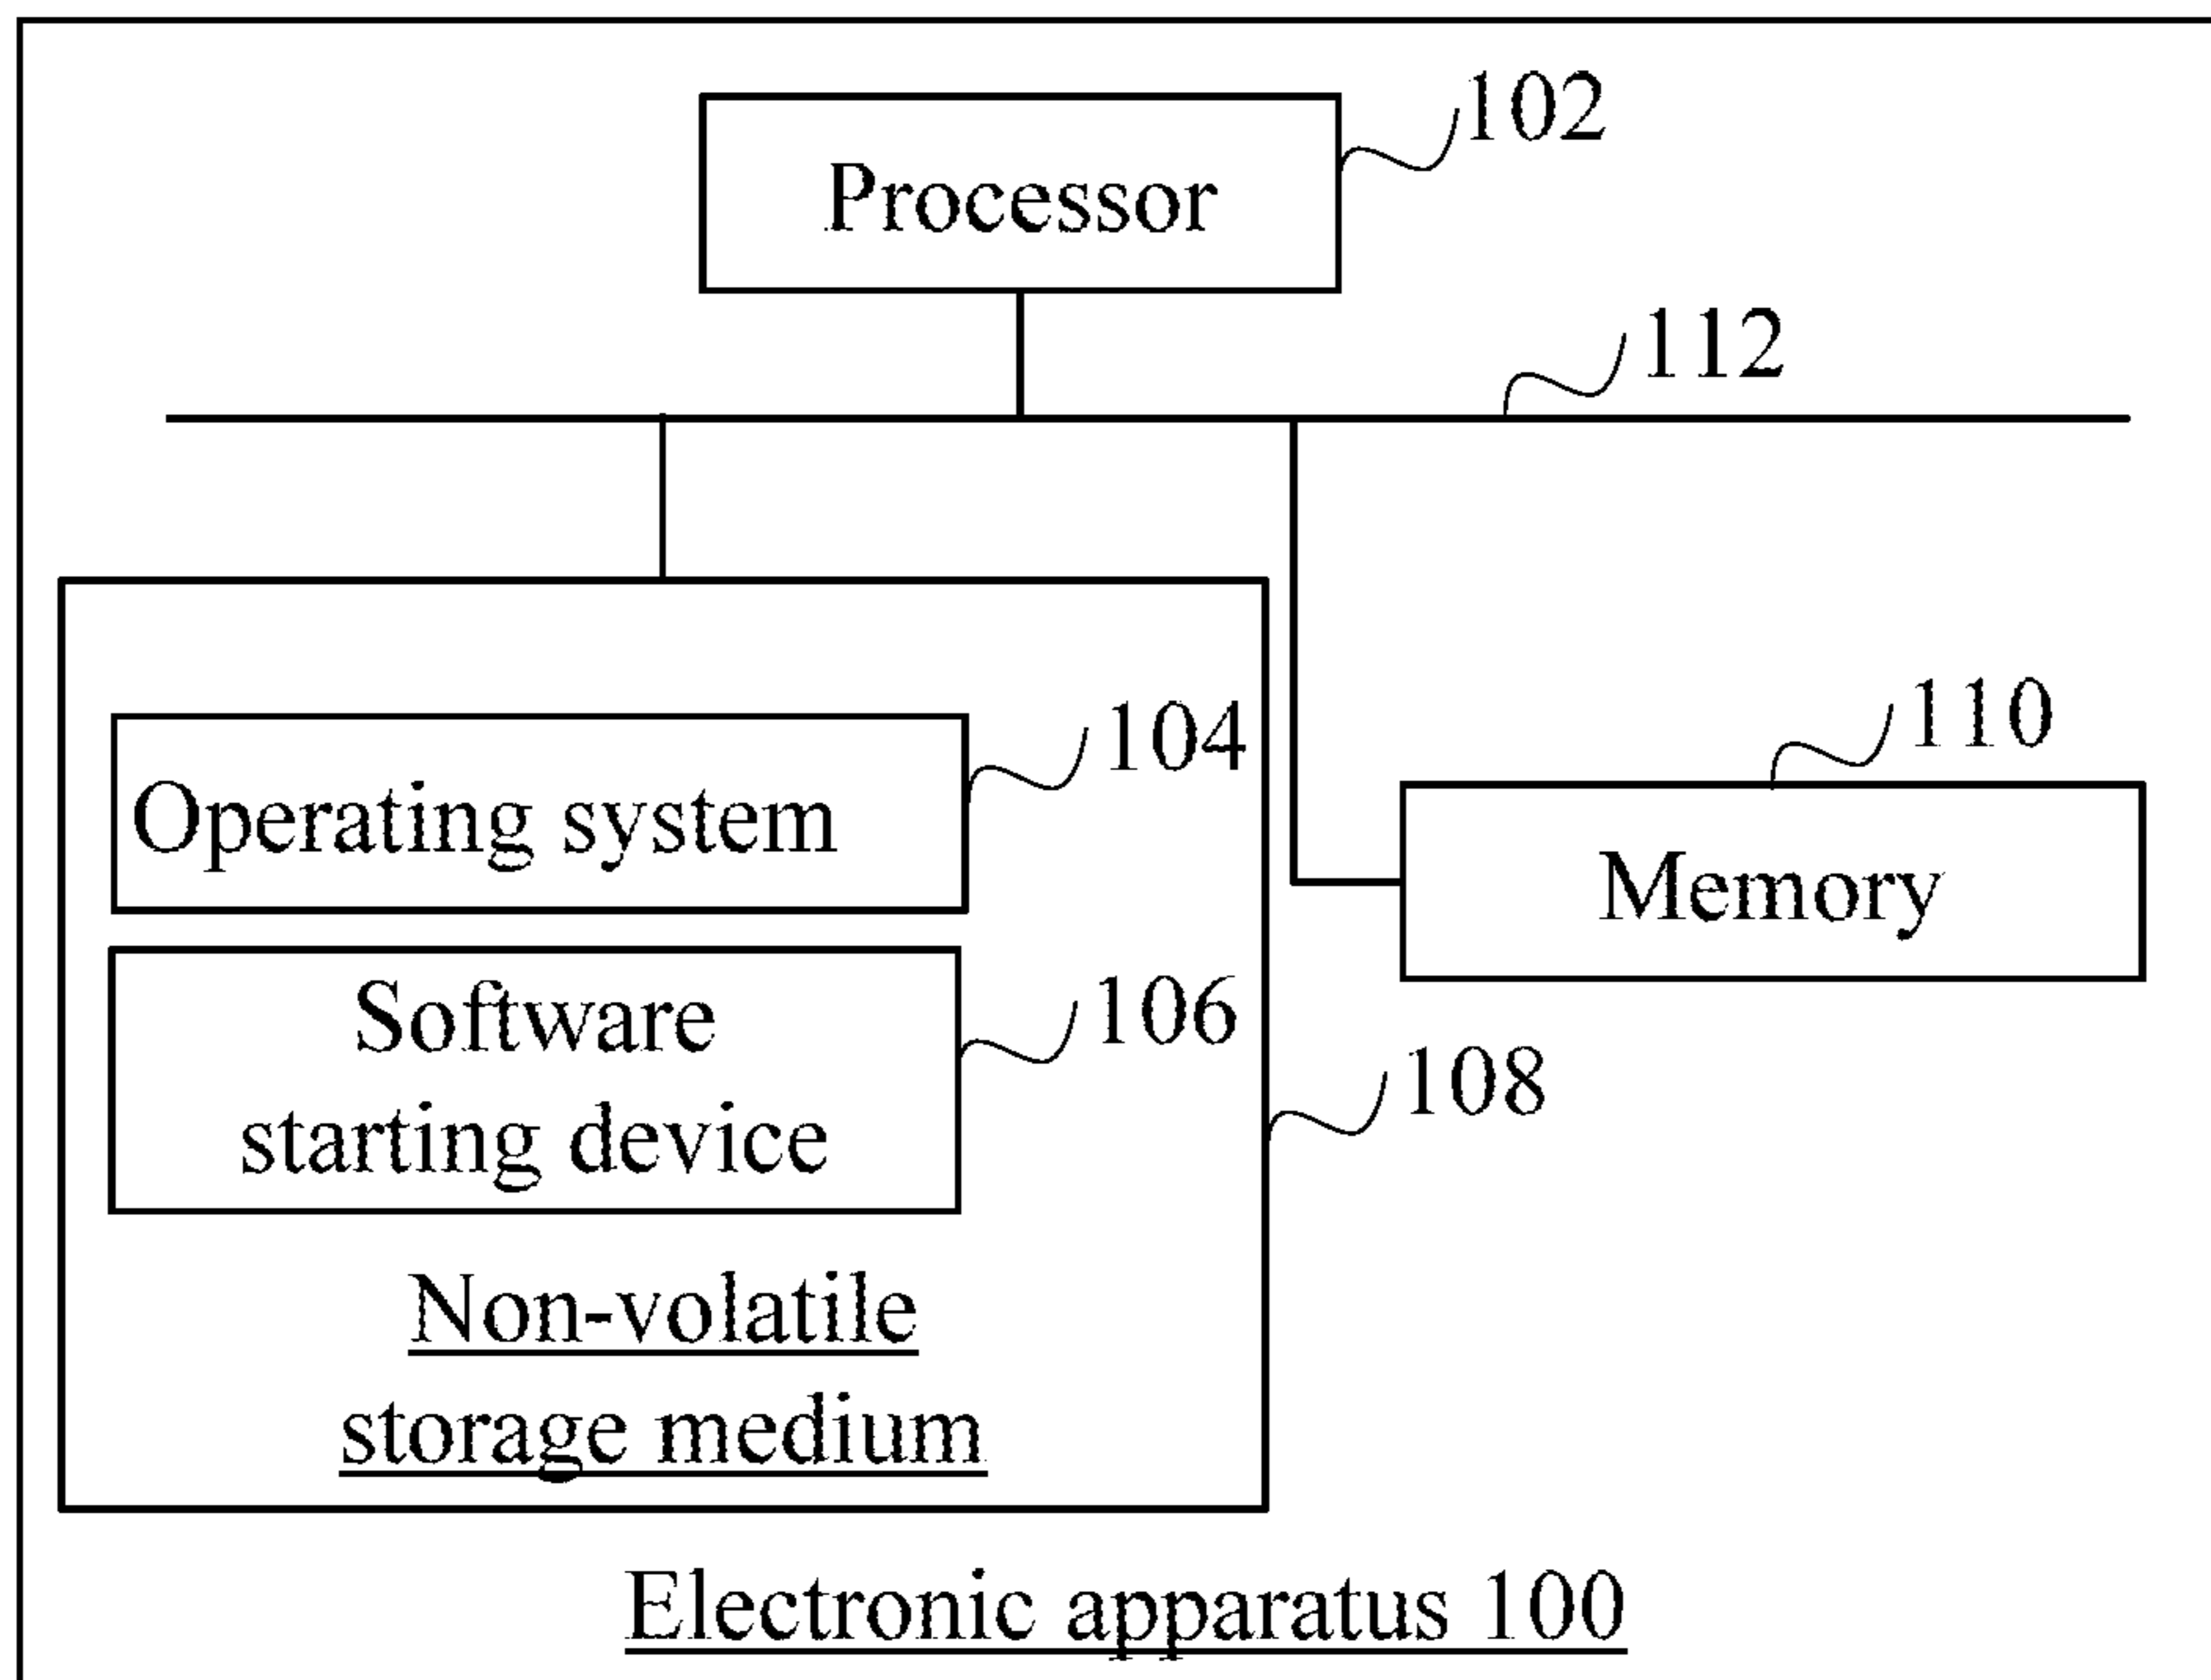 102
Processor
112
104
Operating system
110
Memory
Software
starting device
106
108
Non-volatile
storage medium
Electronic apparatus 100